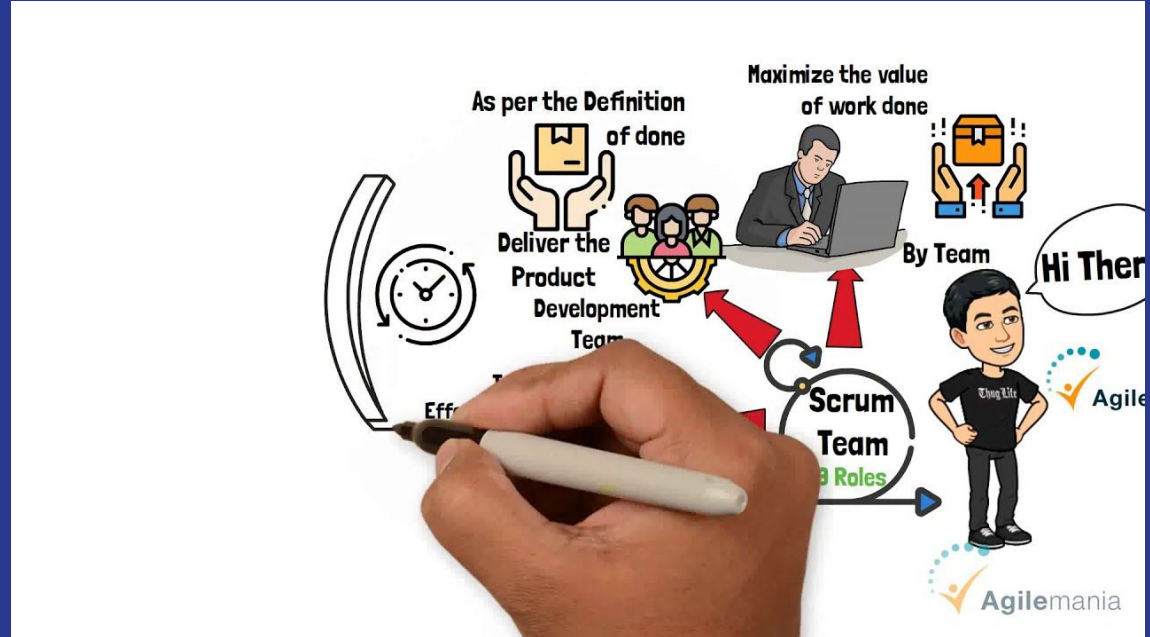 Maximize the value
of work done
As per the Definition
of done
Deliver the
Product
Development
Team
By Team
Hi Ther
Thug Life
Agile
Scrum
Team
Roles
Agilemania